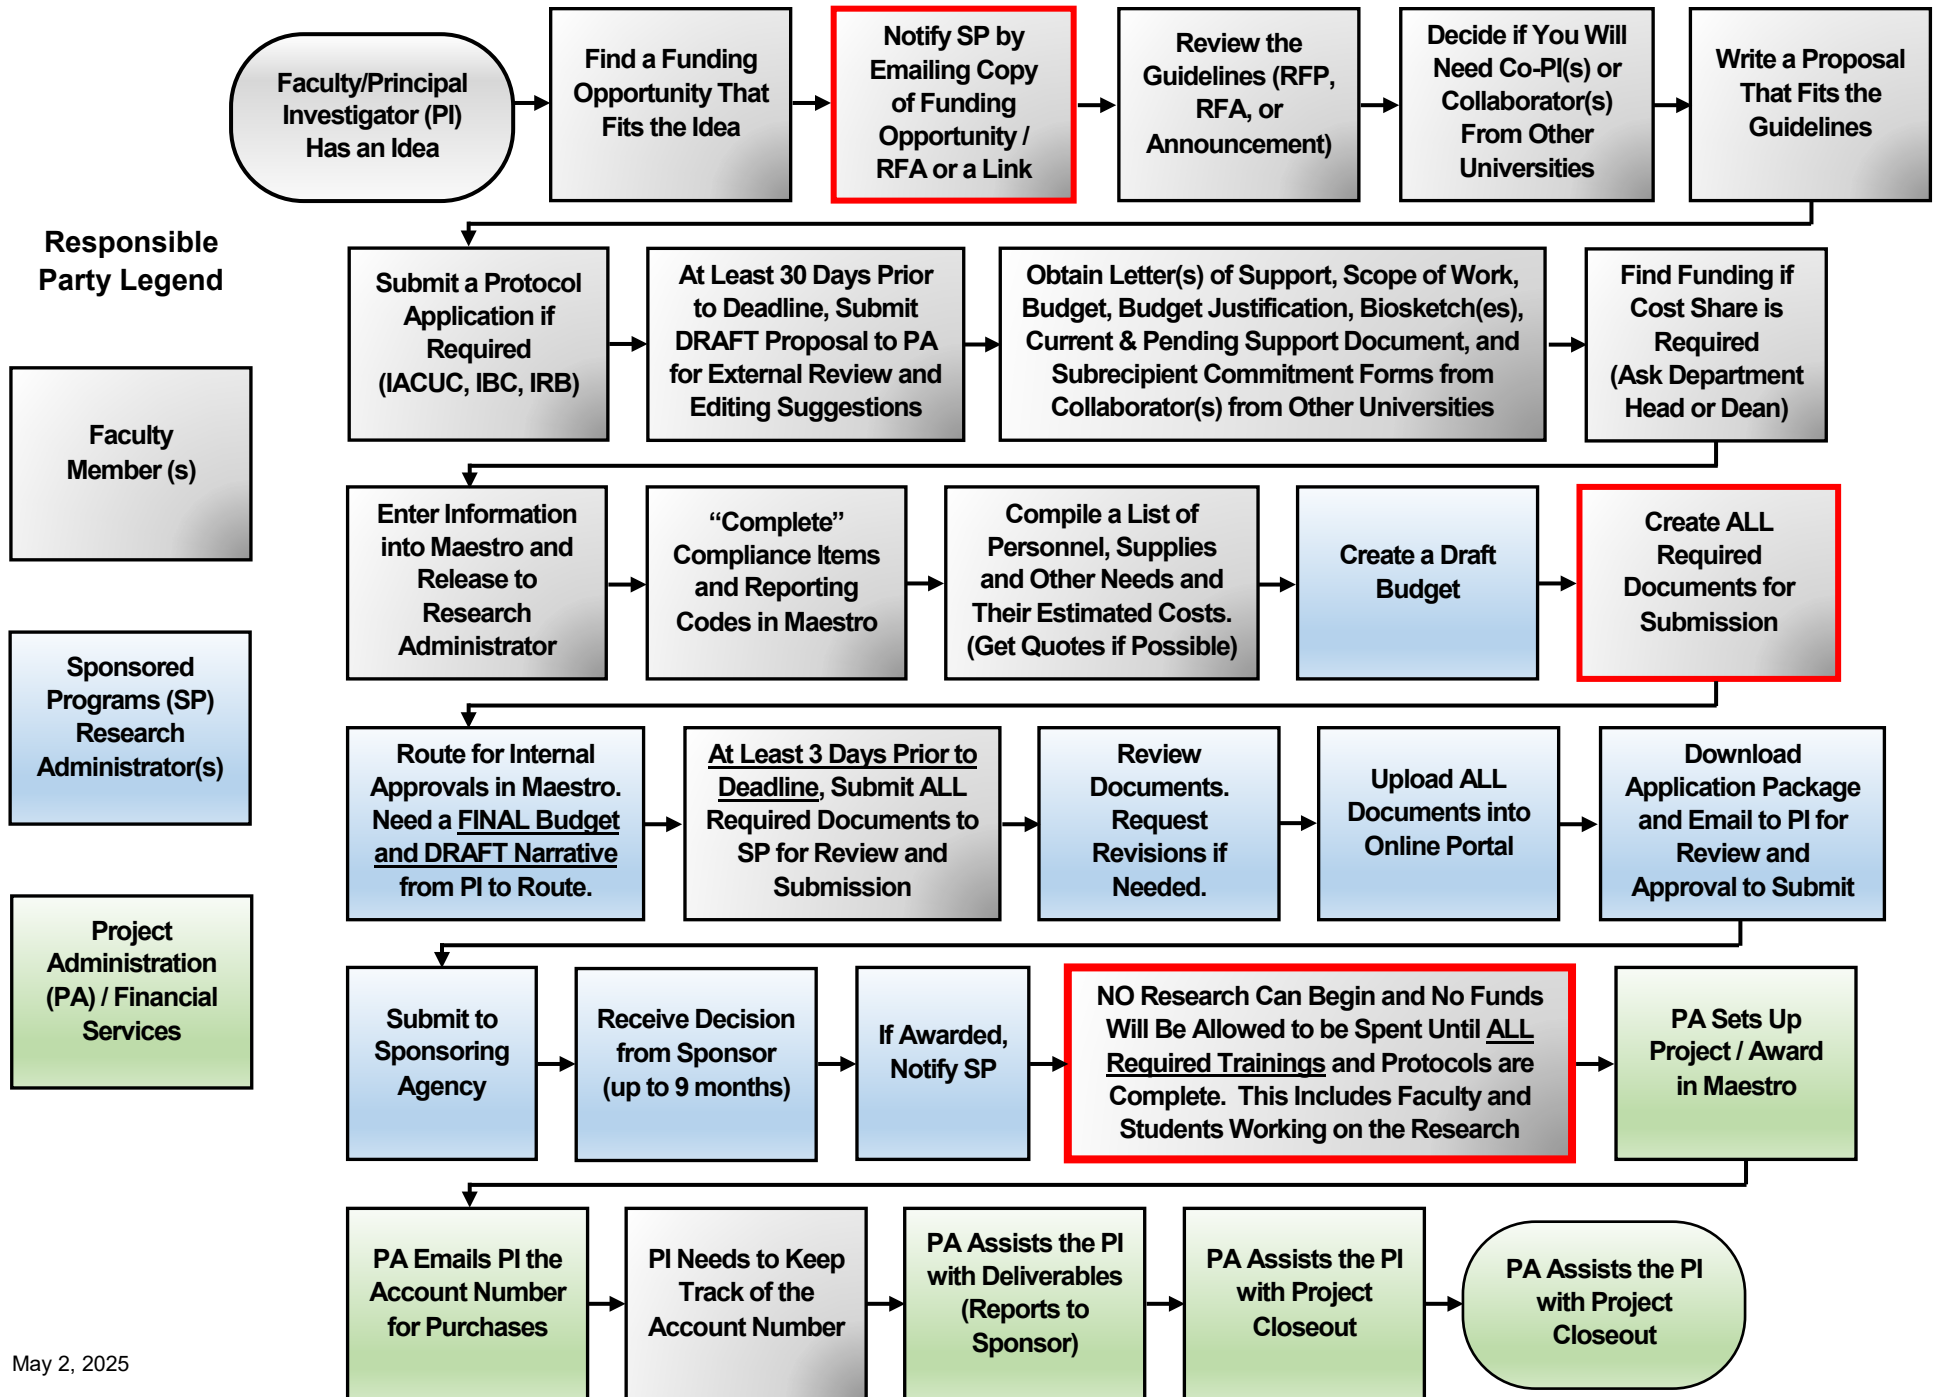 Faculty/Principal
Investigator (PI)
Has an Idea
Find a Funding
Opportunity That
Fits the Idea
Notify SP by
Emailing Copy
of Funding
Opportunity /
RFA or a Link
Review the
Guidelines (RFP,
RFA, or
Announcement)
Decide if You Will
Need Co-PI(s) or
Collaborator(s)
From Other
Universities
Write a Proposal
That Fits the
Guidelines
Responsible
Party Legend
Faculty
Member (s)
Sponsored
Programs (SP)
Research
Administrator(s)
Project
Administration
(PA) / Financial
Services
Submit a Protocol
Application if
Required
(IACUC, IBC, IRB)
At Least 30 Days Prior
to Deadline, Submit
DRAFT Proposal to PA
for External Review and
Editing Suggestions
Obtain Letter(s) of Support, Scope of Work,
Budget, Budget Justification, Biosketch(es),
Current & Pending Support Document, and
Subrecipient Commitment Forms from
Collaborator(s) from Other Universities
Find Funding if
Cost Share is
Required
(Ask Department
Head or Dean)
Enter Information
into Maestro and
Release to
Research
Administrator
“Complete”
Compliance Items
and Reporting
Codes in Maestro
Compile a List of
Personnel, Supplies
and Other Needs and
Their Estimated Costs.
(Get Quotes if Possible)
Create a Draft
Budget
Create ALL
Required
Documents for
Submission
Route for Internal
Approvals in Maestro.
Need a FINAL Budget
and DRAFT Narrative
from PI to Route.
At Least 3 Days Prior to
Deadline, Submit ALL
Required Documents to
SP for Review and
Submission
Review
Documents.
Request
Revisions if
Needed.
Upload ALL
Documents into
Online Portal
Download
Application Package
and Email to PI for
Review and
Approval to Submit
Submit to
Sponsoring
Agency
Receive Decision
from Sponsor
(up to 9 months)
If Awarded,
Notify SP
NO Research Can Begin and No Funds
Will Be Allowed to be Spent Until ALL
Required Trainings and Protocols are
Complete. This Includes Faculty and
Students Working on the Research
PA Sets Up
Project / Award
in Maestro
PA Emails PI the
Account Number
for Purchases
PI Needs to Keep
Track of the
Account Number
PA Assists the PI
with Deliverables
(Reports to
Sponsor)
PA Assists the PI
with Project
Closeout
PA Assists the PI
with Project
Closeout
May 2, 2025